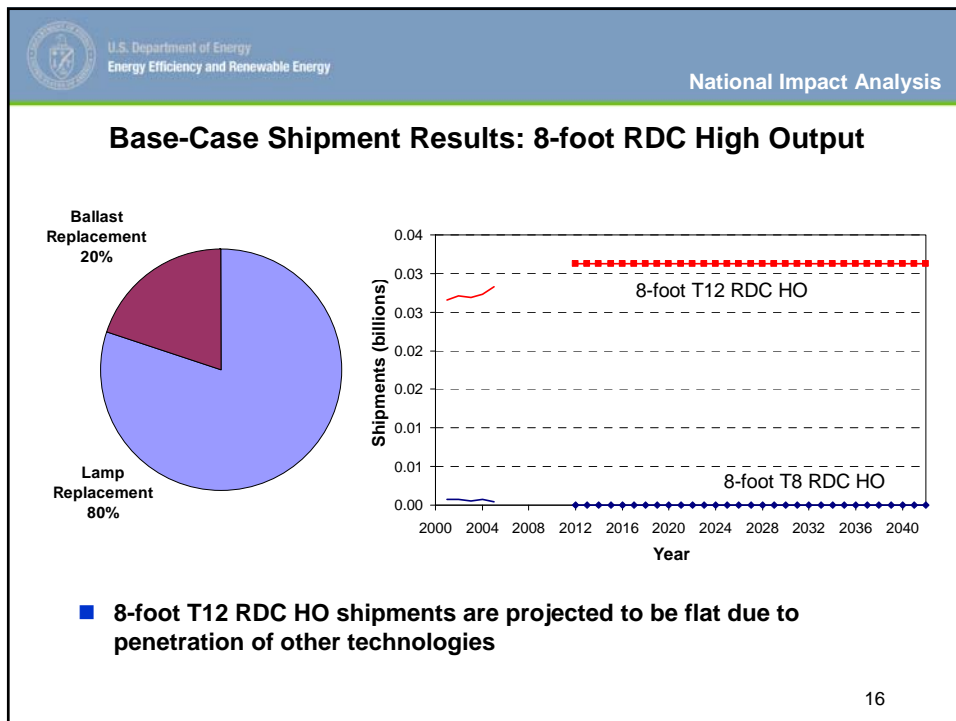 U.S. Department of Energy
Energy Efficiency and Renewable Energy
National Impact Analysis
Base-Case Shipment Results: 8-foot RDC High Output
Ballast
Replacement
20%
Lamp
Replacement
80%
Shipments (billions)
0.04
0.03
0.03
0.02
0.02
0.01
0.01
0.00
8-foot T12 RDC HO
8-foot T8 RDC HO
2000 2004 2008 2012 2016 2020 2024 2028 2032 2036 2040
Year
8-foot T12 RDC HO shipments are projected to be flat due to
penetration of other technologies
16